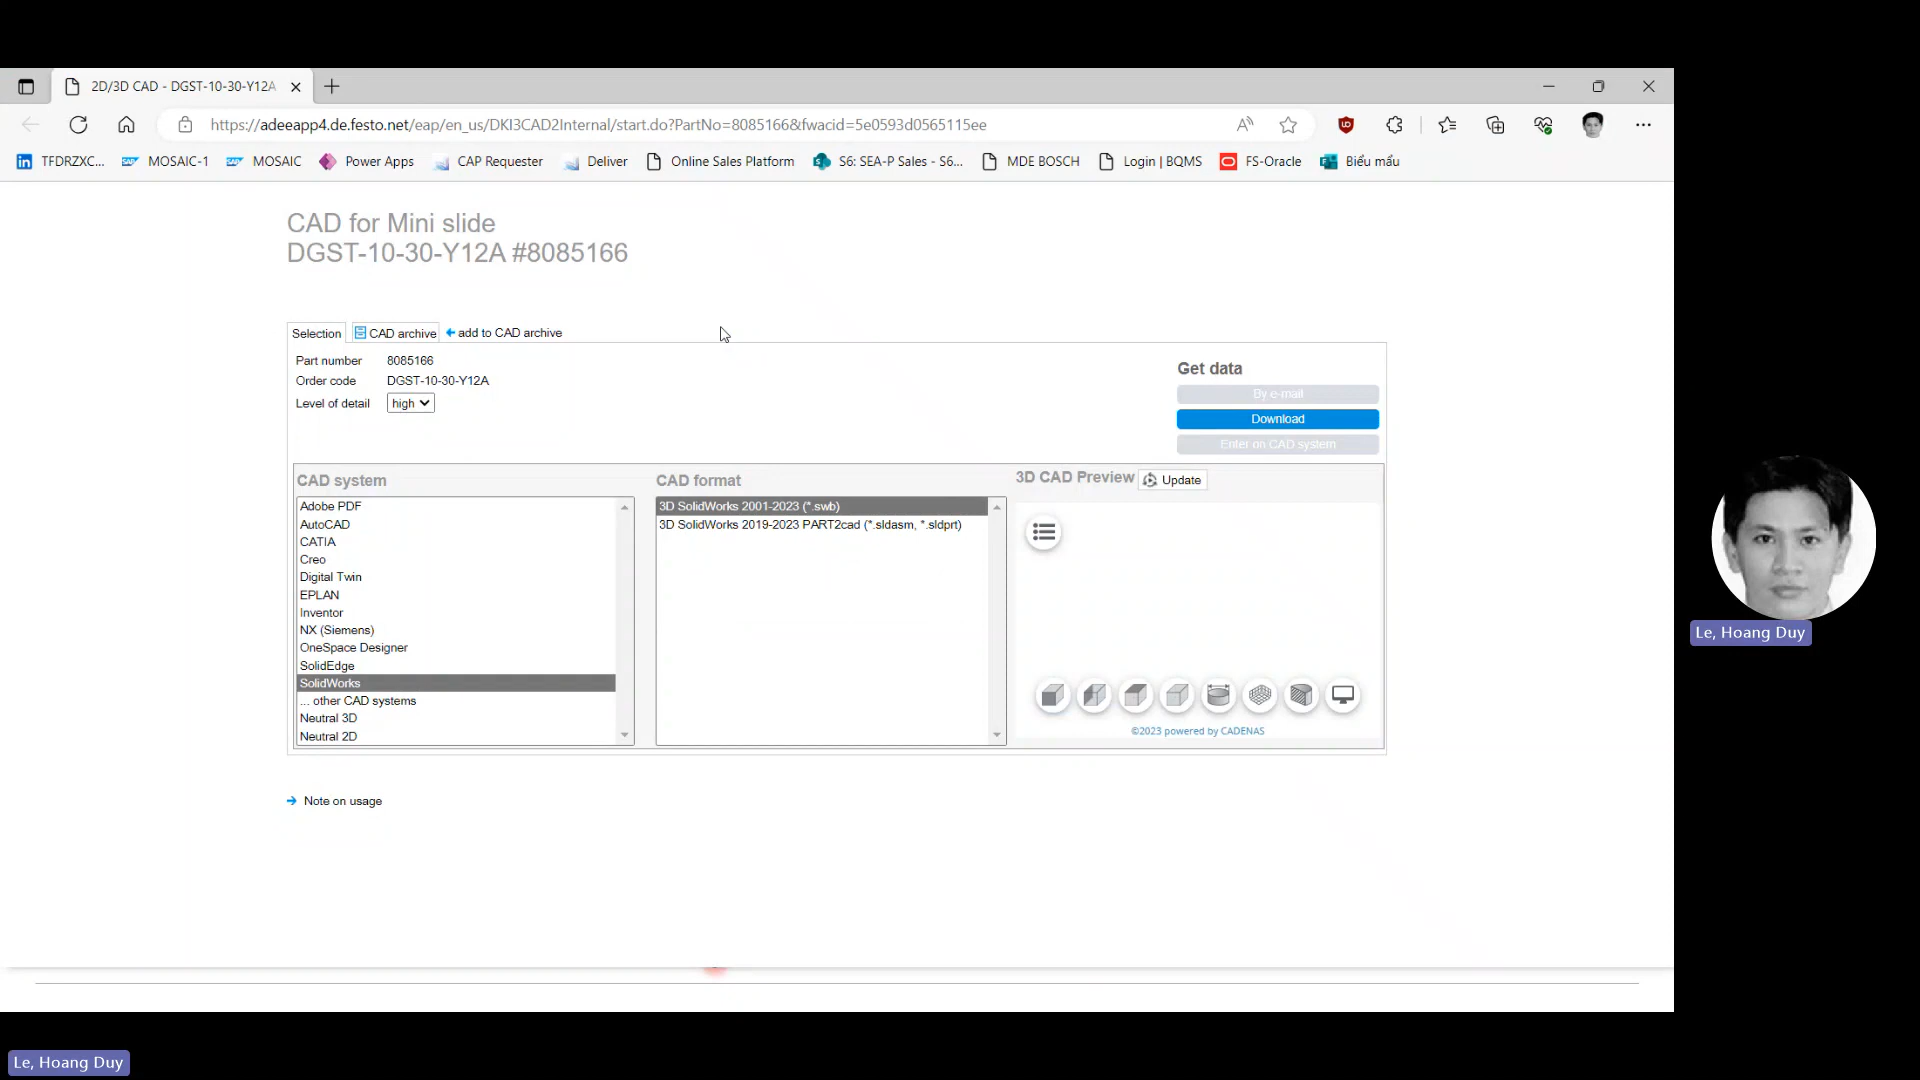 2D/3D CAD - DGST-10-30-Y12A
https://adeeapp4.de.festo.net/eap/en_us/DKI3CAD2Internal/start.do?PartNo=8085166&fwacid=5e0593d0565115ee
TFDRZXC... MOSAIC-1 MOSAIC Power Apps CAP Requester Deliver Online Sales Platform S6: SEA-P Sales - S6... MDE BOSCH Login | BQMS FS-Oracle Biểu mẫu
CAD for Mini slide
DGST-10-30-Y12A #8085166
Selection CAD archive add to CAD archive
Part number 8085166
Order code DGST-10-30-Y12A
Level of detail high
Get data
By e-mail
Download
Enter on CAD system
CAD system
Adobe PDF
AutoCAD
CATIA
Creo
Digital Twin
EPLAN
Inventor
NX (Siemens)
OneSpace Designer
SolidEdge
SolidWorks
... other CAD systems
Neutral 3D
Neutral 2D
CAD format
3D SolidWorks 2001-2023 (*.swb)
3D SolidWorks 2019-2023 PART2cad (*.sldasm, *.sldprt)
3D CAD Preview Update
©2023 powered by CADENAS
Note on usage
Le, Hoang Duy
Le, Hoang Duy